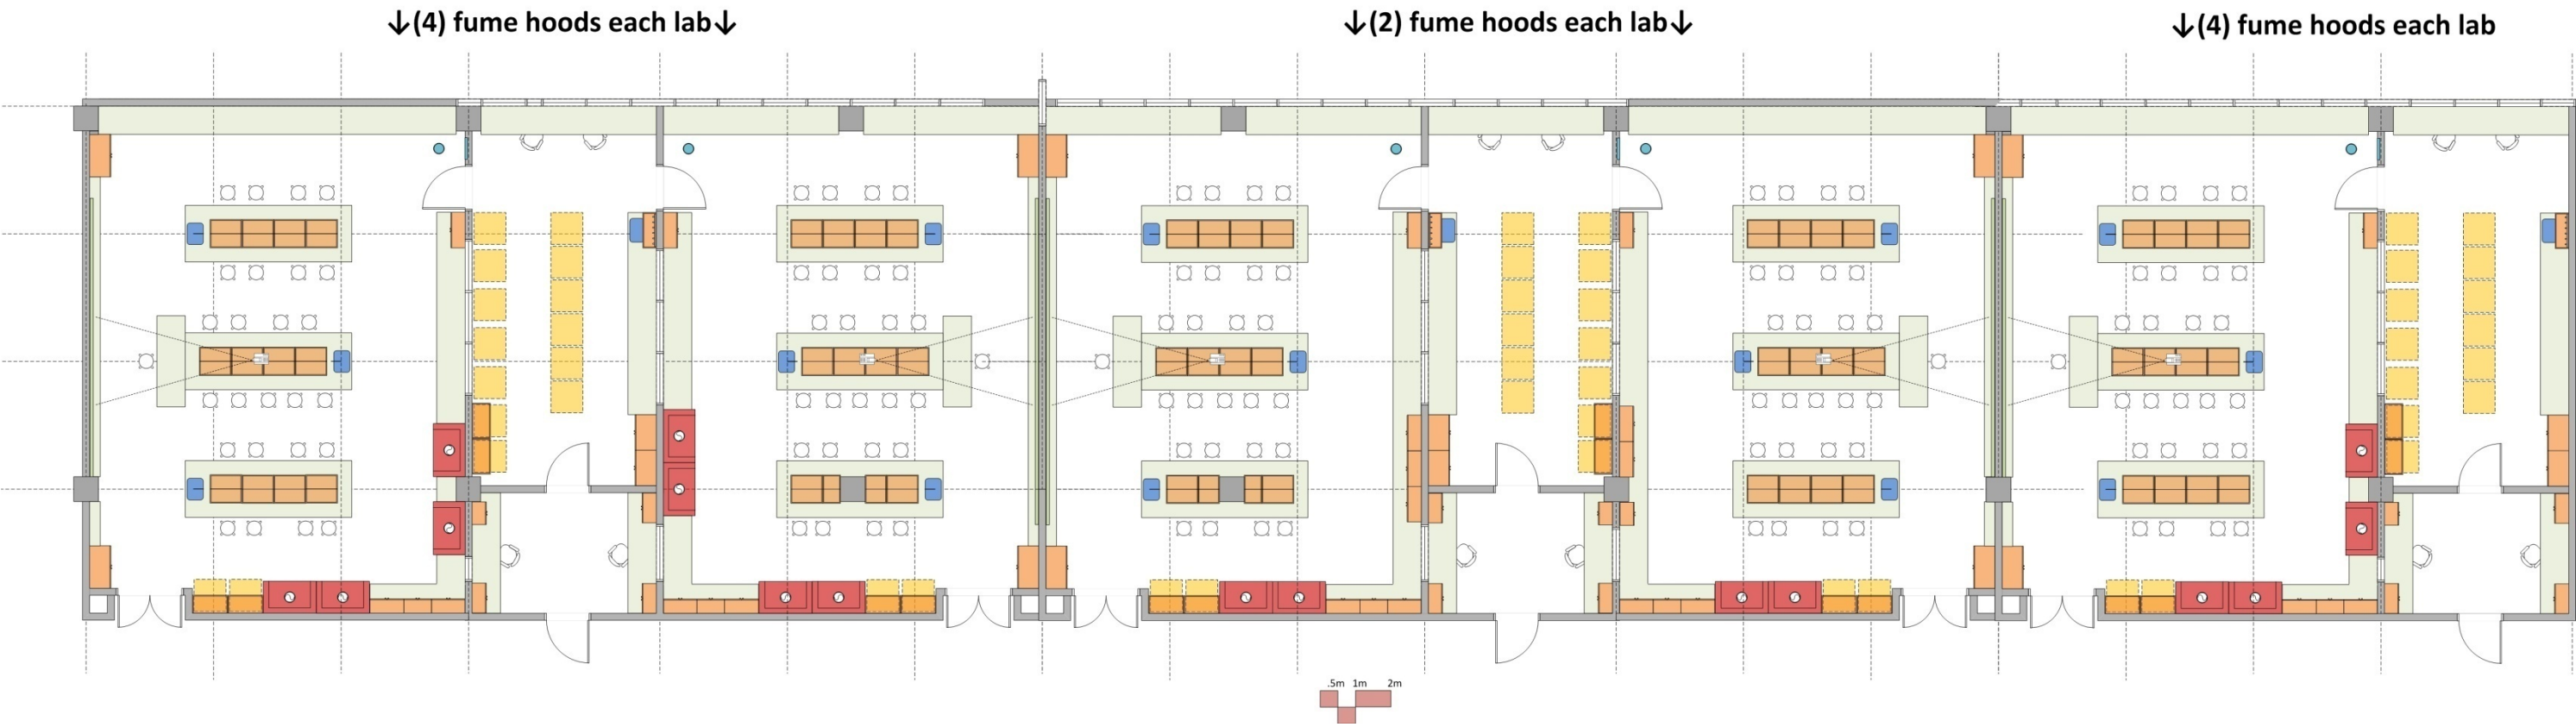 ↓(4) fume hoods each lab↓
↓(2) fume hoods each lab↓
↓(4) fume hoods each lab
.5m 1m 2m